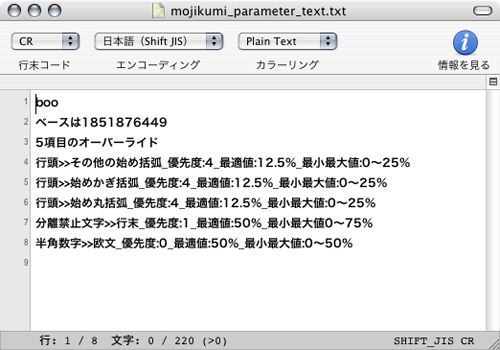 mojikumi_parameter_text.txt
CR
日本語（Shift JIS）
Plain Text
行末コード
エンコーディング
カラーリング
情報を見る
1 boo
2 ベースは1851876449
3 5項目のオーバーライド
4 行頭>>その他の始め括弧_優先度:4_最適値:12.5%_最小最大値:0〜25%
5 行頭>>始めかぎ括弧_優先度:4_最適値:12.5%_最小最大値:0〜25%
6 行頭>>始め丸括弧_優先度:4_最適値:12.5%_最小最大値:0〜25%
7 分離禁止文字>>行末_優先度:1_最適値:50%_最小最大値:0〜75%
8 半角数字>>欧文_優先度:0_最適値:50%_最小最大値:0〜50%
9
行: 1 / 8 文字: 0 / 220 (>0)
SHIFT_JIS CR